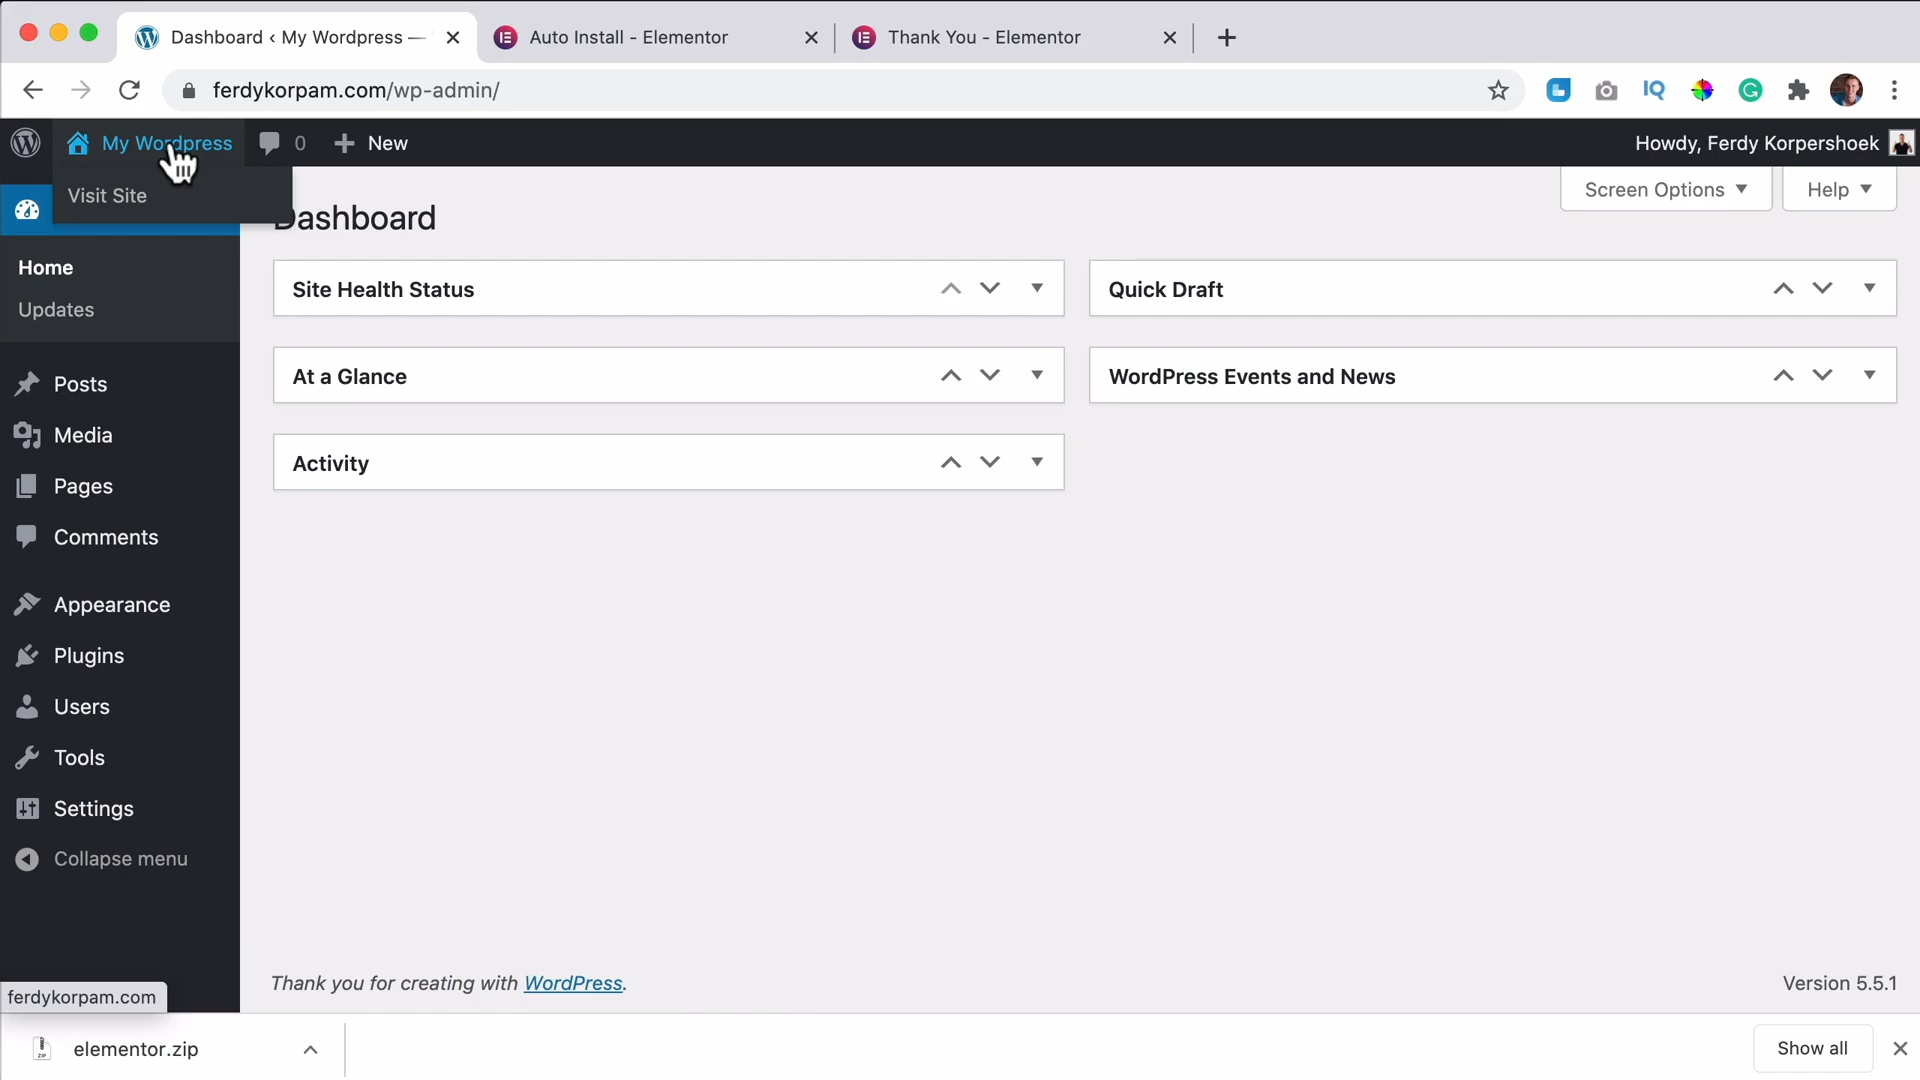 Dashboard ‹ My Wordpress —
Auto Install - Elementor
Thank You - Elementor
ferdykorpam.com/wp-admin/
IQ
My Wordpress
0
New
Howdy, Ferdy Korpershoek
Visit Site
Screen Options
Help
Dashboard
Home
Updates
Site Health Status
Quick Draft
At a Glance
WordPress Events and News
Activity
Posts
Media
Pages
Comments
Appearance
Plugins
Users
Tools
Settings
Collapse menu
Thank you for creating with WordPress.
Version 5.5.1
ferdykorpam.com
elementor.zip
Show all